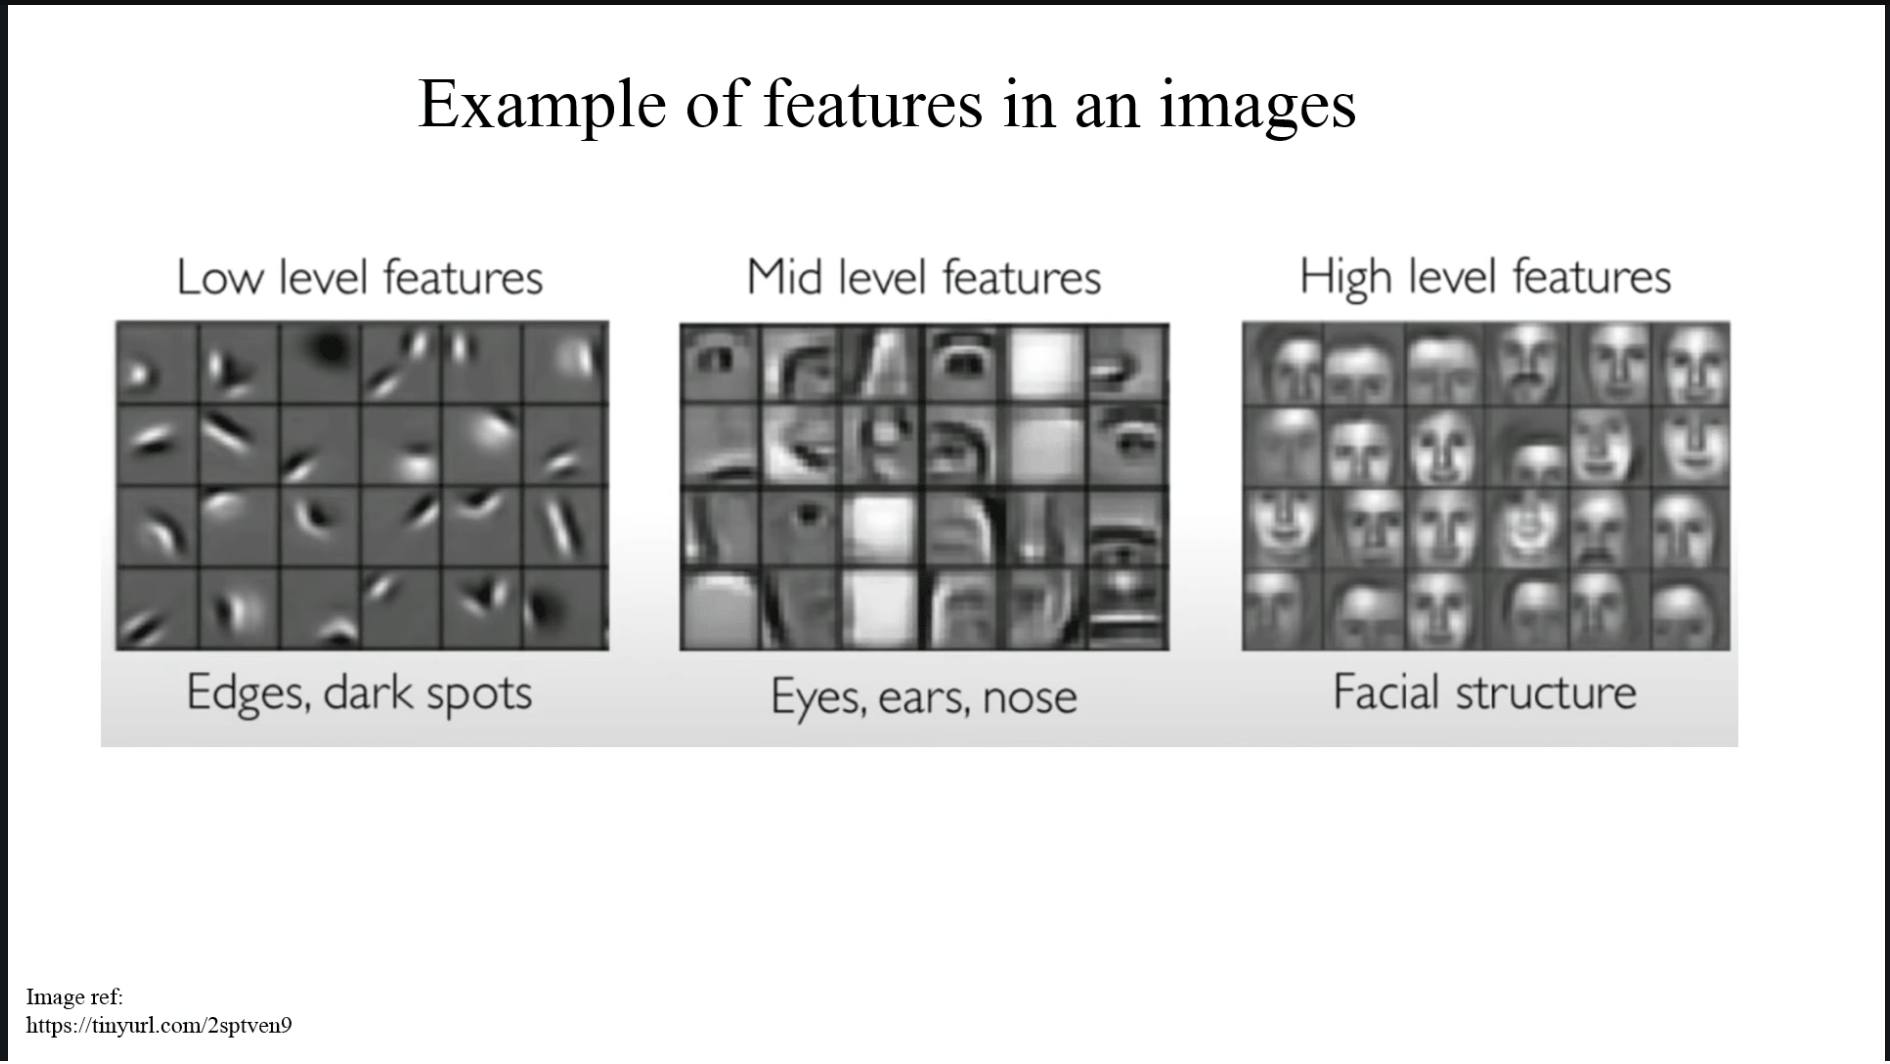 Example of features in an images
Low level features
Mid level features
High level features
Edges, dark spots
Eyes, ears, nose
Facial structure
Image ref:
https://tinyurl.com/2sptven9